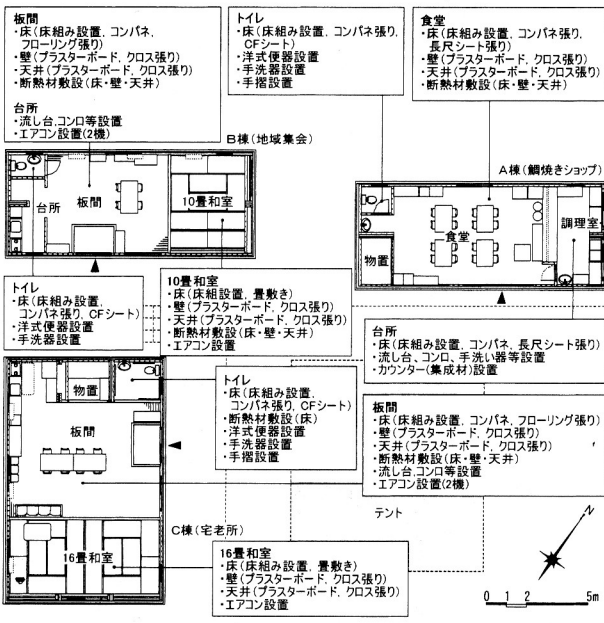 板間
・床(床組み設置、コンパネ、
フローリング張り)
・壁(プラスターボード、クロス張り)
・天井(プラスターボード、クロス張り)
・断熱材敷設(床・壁・天井)
台所
・流し台、コンロ等設置
・エアコン設置(2機)
トイレ
・床(床組み設置、コンパネ張り、
CFシート)
・洋式便器設置
・手洗器設置
・手摺設置
食堂
・床(床組み設置、コンパネ張り、
長尺シート張り)
・壁(プラスターボード、クロス張り)
・天井(プラスターボード、クロス張り)
・断熱材敷設(床・壁・天井)
B棟(地域集会)
台所
板間
10畳和室
A棟(鯛焼きショップ)
物置
食堂
調理室
トイレ
・床(床組み設置、
コンパネ張り、CFシート)
・洋式便器設置
・手洗器設置
10畳和室
・床(床組設置、畳敷き)
・壁(プラスターボード、クロス張り)
・天井(プラスターボード、クロス張り)
・断熱材敷設(床・壁・天井)
・エアコン設置
台所
・床(床組み設置、コンパネ、長尺シート張り)
・流し台、コンロ、手洗い器等設置
・カウンター(集成材)設置
トイレ
・床(床組み設置、
コンパネ張り、CFシート)
・断熱材敷設(床)
・洋式便器設置
・手洗器設置
・手摺設置
板間
・床(床組み設置、コンパネ、フローリング張り)
・壁(プラスターボード、クロス張り)
・天井(プラスターボード、クロス張り)
・断熱材敷設(床・壁・天井)
・流し台、コンロ等設置
・エアコン設置(2機)
物置
板間
16畳和室
C棟(宅老所)
テント
16畳和室
・床(床組み設置、畳敷き)
・壁(プラスターボード、クロス張り)
・天井(プラスターボード、クロス張り)
・エアコン設置
N
0 1 2 5m